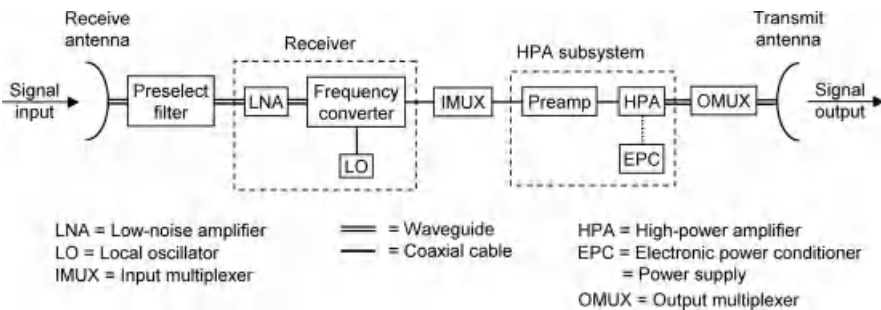 Receive
antenna
Signal
input
Preselect
filter
Receiver
LNA
Frequency
converter
LO
IMUX
HPA subsystem
Preamp
HPA
EPC
OMUX
Transmit
antenna
Signal
output
LNA = Low-noise amplifier
LO = Local oscillator
IMUX = Input multiplexer
= Waveguide
= Coaxial cable
HPA = High-power amplifier
EPC = Electronic power conditioner
= Power supply
OMUX = Output multiplexer